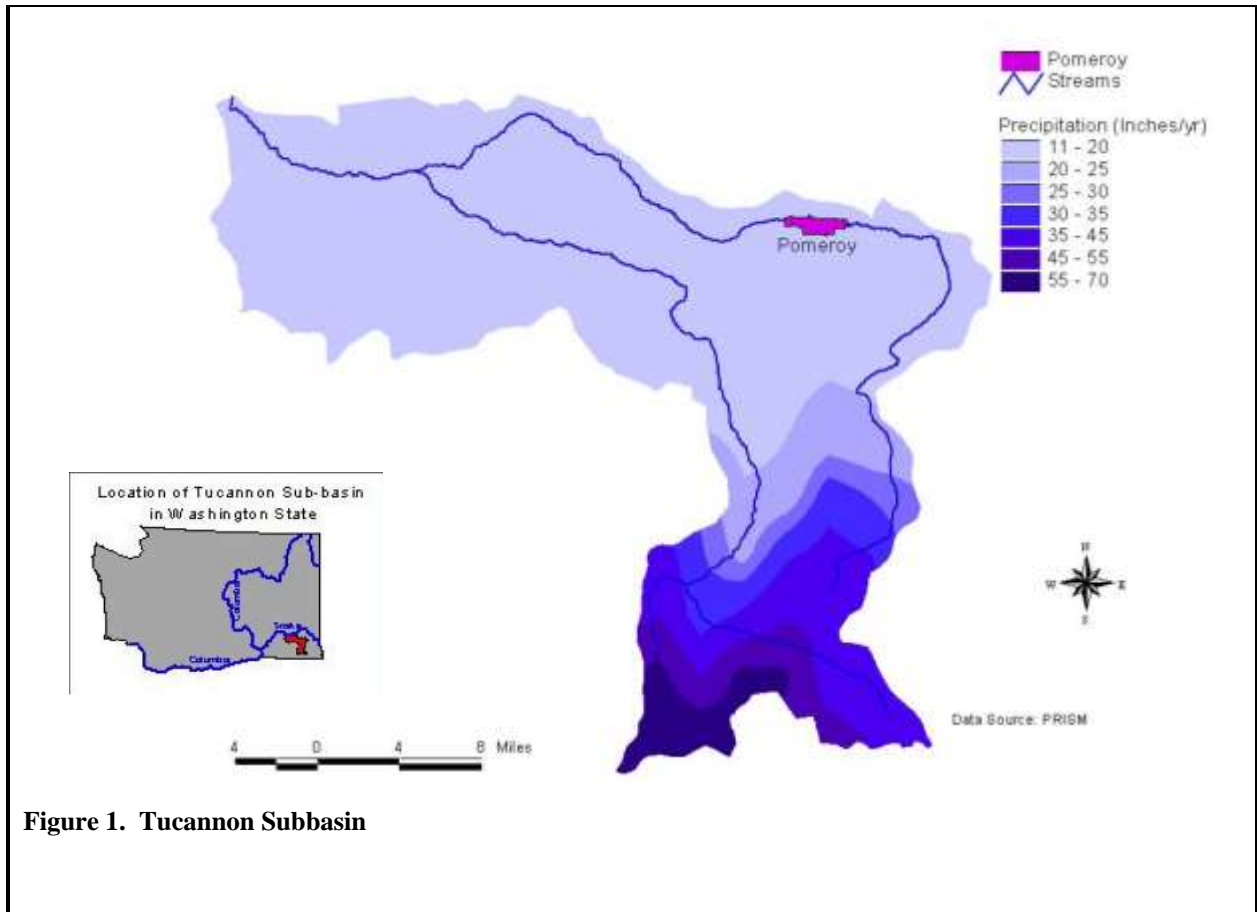 Pomeroy
Streams
Precipitation (Inches/yr)
11 - 20
20 - 25
25 - 30
30 - 35
35 - 45
45 - 55
55 - 70
Pomeroy
Location of Tucannon Sub-basin
in Washington State
Columbia
Snake
Columbia
N
W E
S
Data Source: PRISM
4 0 4 8 Miles
Figure 1. Tucannon Subbasin